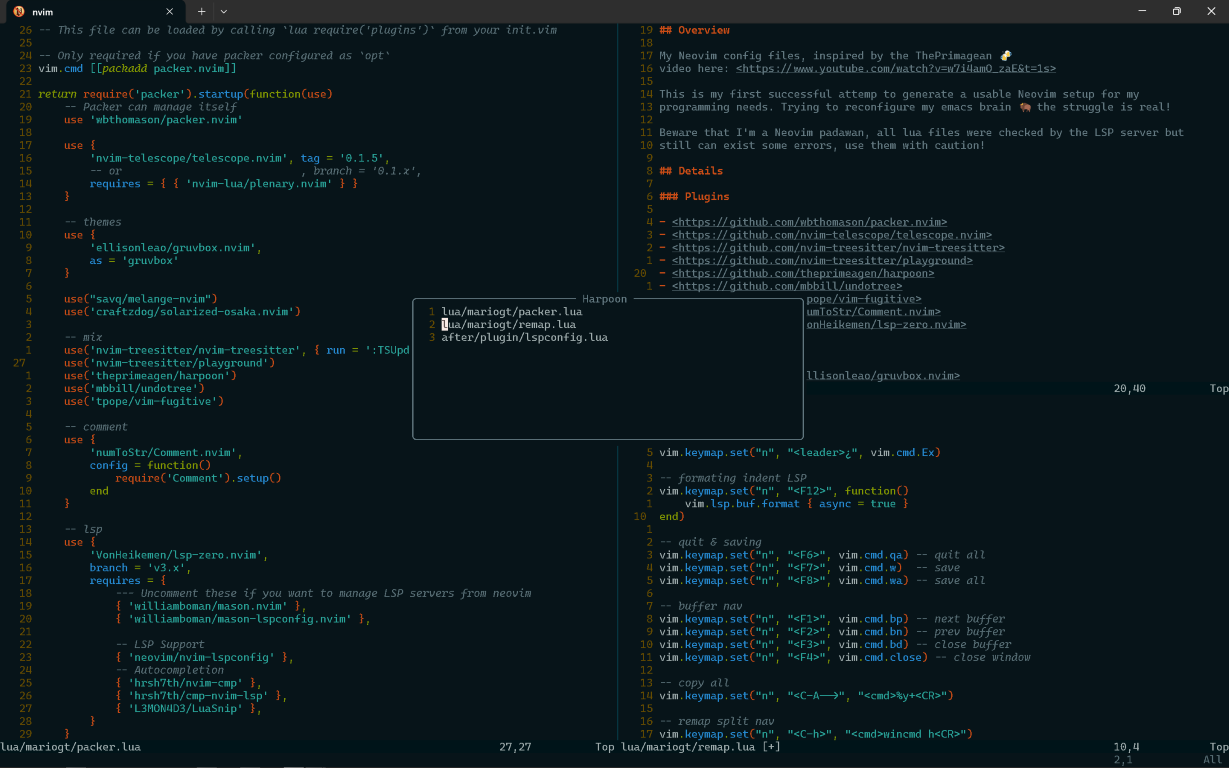 nvim
26 -- This file can be loaded by calling `lua require('plugins')` from your init.vim
25
24 -- Only required if you have packer configured as `opt`
23 vim.cmd [[packadd packer.nvim]]
22
21 return require('packer').startup(function(use)
20 -- Packer can manage itself
19 use 'wbthomason/packer.nvim'
18
17 use {
16 'nvim-telescope/telescope.nvim', tag = '0.1.5',
15 -- or , branch = '0.1.x',
14 requires = { { 'nvim-lua/plenary.nvim' } }
13 }
12
11 -- themes
10 use {
9 'ellisonleao/gruvbox.nvim',
8 as = 'gruvbox'
7 }
6
5 use("savq/melange-nvim")
4 use('craftzdog/solarized-osaka.nvim')
3
2 -- mix
1 use('nvim-treesitter/nvim-treesitter', { run = ':TSUpd
27 use('nvim-treesitter/playground')
1 use('theprimeagen/harpoon')
2 use('mbbill/undotree')
3 use('tpope/vim-fugitive')
4
5 -- comment
6 use {
7 'numToStr/Comment.nvim',
8 config = function()
9 require('Comment').setup()
10 end
11 }
12
13 -- lsp
14 use {
15 'VonHeikemen/lsp-zero.nvim',
16 branch = 'v3.x',
17 requires = {
18 --- Uncomment these if you want to manage LSP servers from neovim
19 { 'williamboman/mason.nvim' },
20 { 'williamboman/mason-lspconfig.nvim' },
21
22 -- LSP Support
23 { 'neovim/nvim-lspconfig' },
24 -- Autocompletion
25 { 'hrsh7th/nvim-cmp' },
26 { 'hrsh7th/cmp-nvim-lsp' },
27 { 'L3MON4D3/LuaSnip' },
28 }
29 }
lua/mariogt/packer.lua 27,27 Top
19 ## Overview
18
17 My Neovim config files, inspired by the ThePrimagean
16 video here: <https://www.youtube.com/watch?v=w7i4amO_zaE&t=1s>
15
14 This is my first successful attemp to generate a usable Neovim setup for my
13 programming needs. Trying to reconfigure my emacs brain 🐃 the struggle is real!
12
11 Beware that I'm a Neovim padawan, all lua files were checked by the LSP server but
10 still can exist some errors, use them with caution!
9
8 ## Details
7
6 ### Plugins
5
4 - <https://github.com/wbthomason/packer.nvim>
3 - <https://github.com/nvim-telescope/telescope.nvim>
2 - <https://github.com/nvim-treesitter/nvim-treesitter>
1 - <https://github.com/nvim-treesitter/playground>
20 - <https://github.com/theprimeagen/harpoon>
1 - <https://github.com/mbbill/undotree>
pope/vim-fugitive>
umToStr/Comment.nvim>
onHeikemen/lsp-zero.nvim>
llisonleao/gruvbox.nvim>
20,40 Top
Harpoon
1 lua/mariogt/packer.lua
2 lua/mariogt/remap.lua
3 after/plugin/lspconfig.lua
5 vim.keymap.set("n", "<leader>¿", vim.cmd.Ex)
4
3 -- formating indent LSP
2 vim.keymap.set("n", "<F12>", function()
1 vim.lsp.buf.format { async = true }
10 end)
1
2 -- quit & saving
3 vim.keymap.set("n", "<F6>", vim.cmd.qa) -- quit all
4 vim.keymap.set("n", "<F7>", vim.cmd.w) -- save
5 vim.keymap.set("n", "<F8>", vim.cmd.wa) -- save all
6
7 -- buffer nav
8 vim.keymap.set("n", "<F1>", vim.cmd.bp) -- next buffer
9 vim.keymap.set("n", "<F2>", vim.cmd.bn) -- prev buffer
10 vim.keymap.set("n", "<F3>", vim.cmd.bd) -- close buffer
11 vim.keymap.set("n", "<F4>", vim.cmd.close) -- close window
12
13 -- copy all
14 vim.keymap.set("n", "<C-A-->", "<cmd>%y+<CR>")
15
16 -- remap split nav
17 vim.keymap.set("n", "<C-h>", "<cmd>wincmd h<CR>")
lua/mariogt/remap.lua [+] 10,4 Top
2,1 All